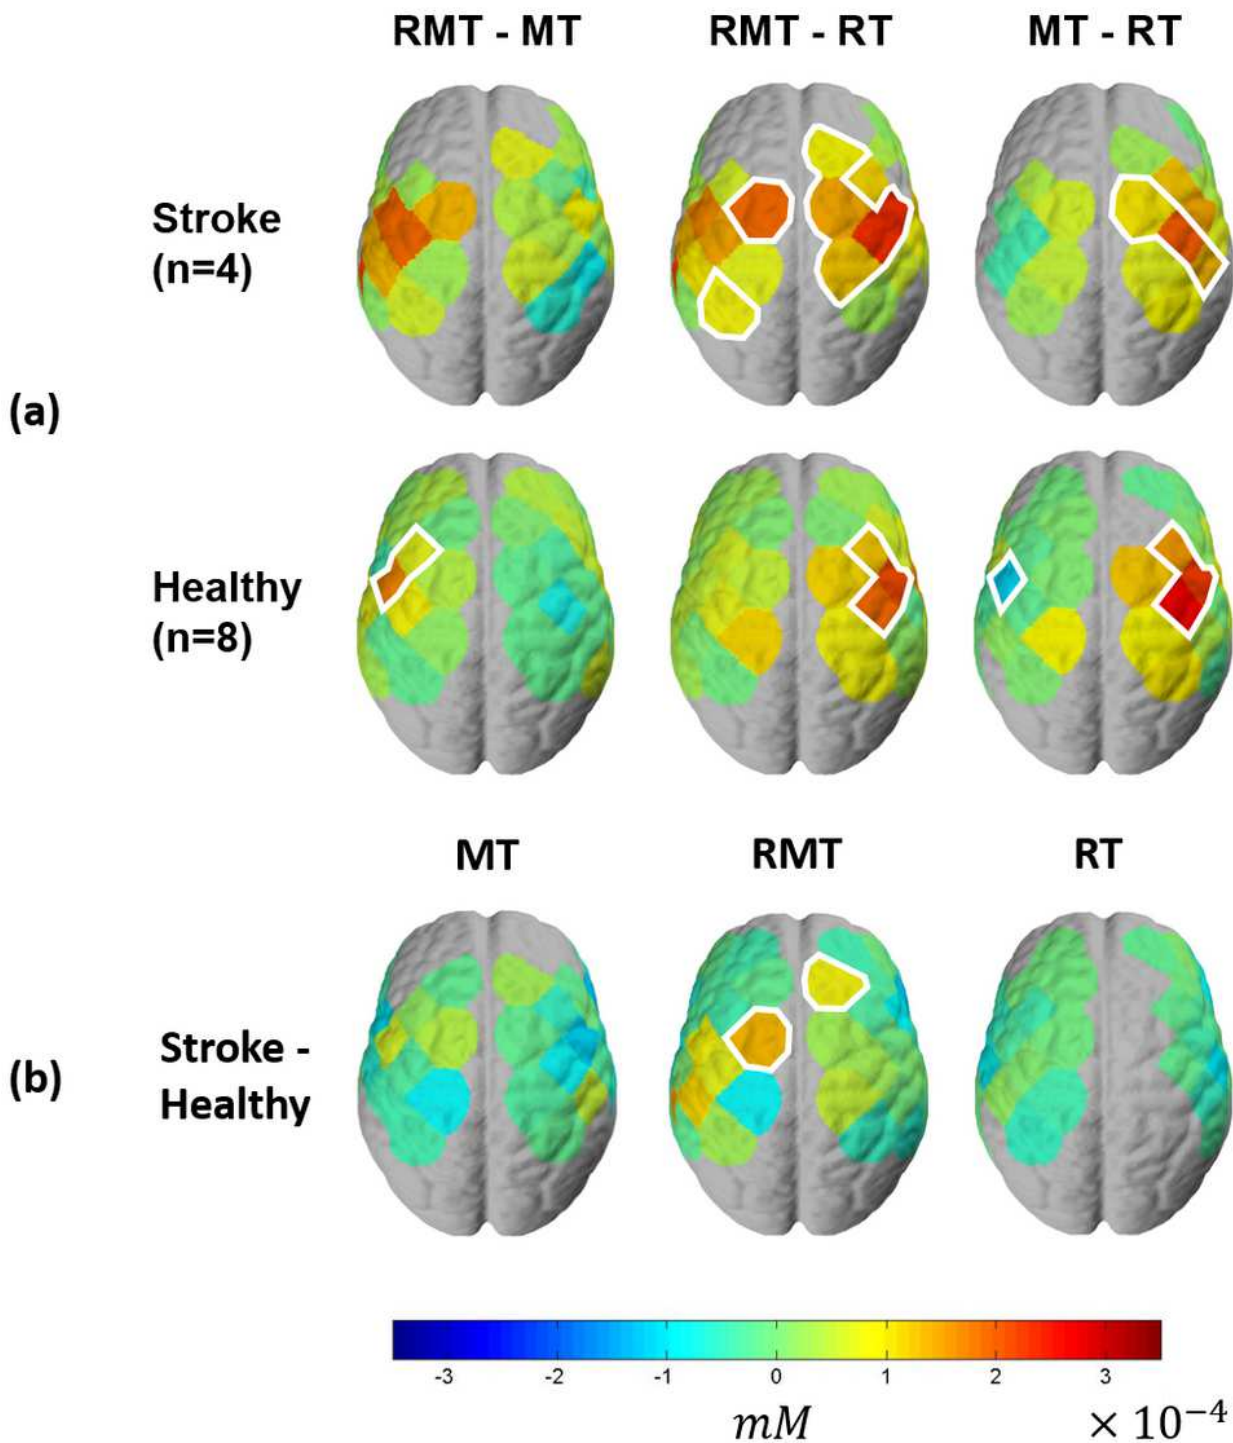 RMT - MT RMT - RT MT - RT
Stroke
(n=4)
(a)
Healthy
(n=8)
MT RMT RT
Stroke -
Healthy
(b)
-3 -2 -1 0 1 2 3
mM × 10⁻⁴